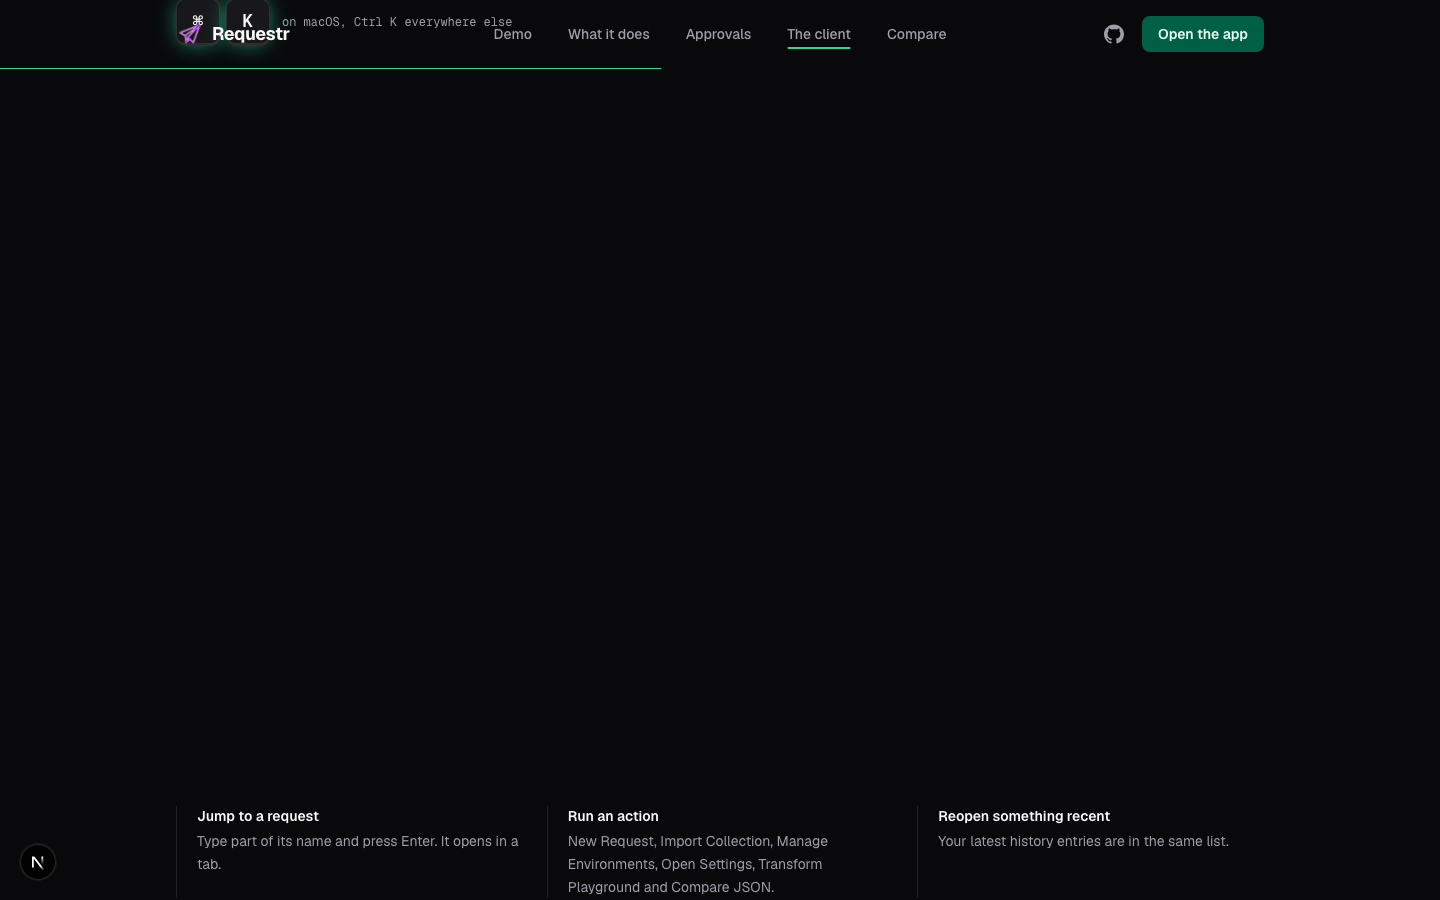 ⌘ K on macOS, Ctrl K everywhere else
Requestr
Demo
What it does
Approvals
The client
Compare
Open the app
Jump to a request
Type part of its name and press Enter. It opens in a
tab.
Run an action
New Request, Import Collection, Manage
Environments, Open Settings, Transform
Playground and Compare JSON.
Reopen something recent
Your latest history entries are in the same list.
N